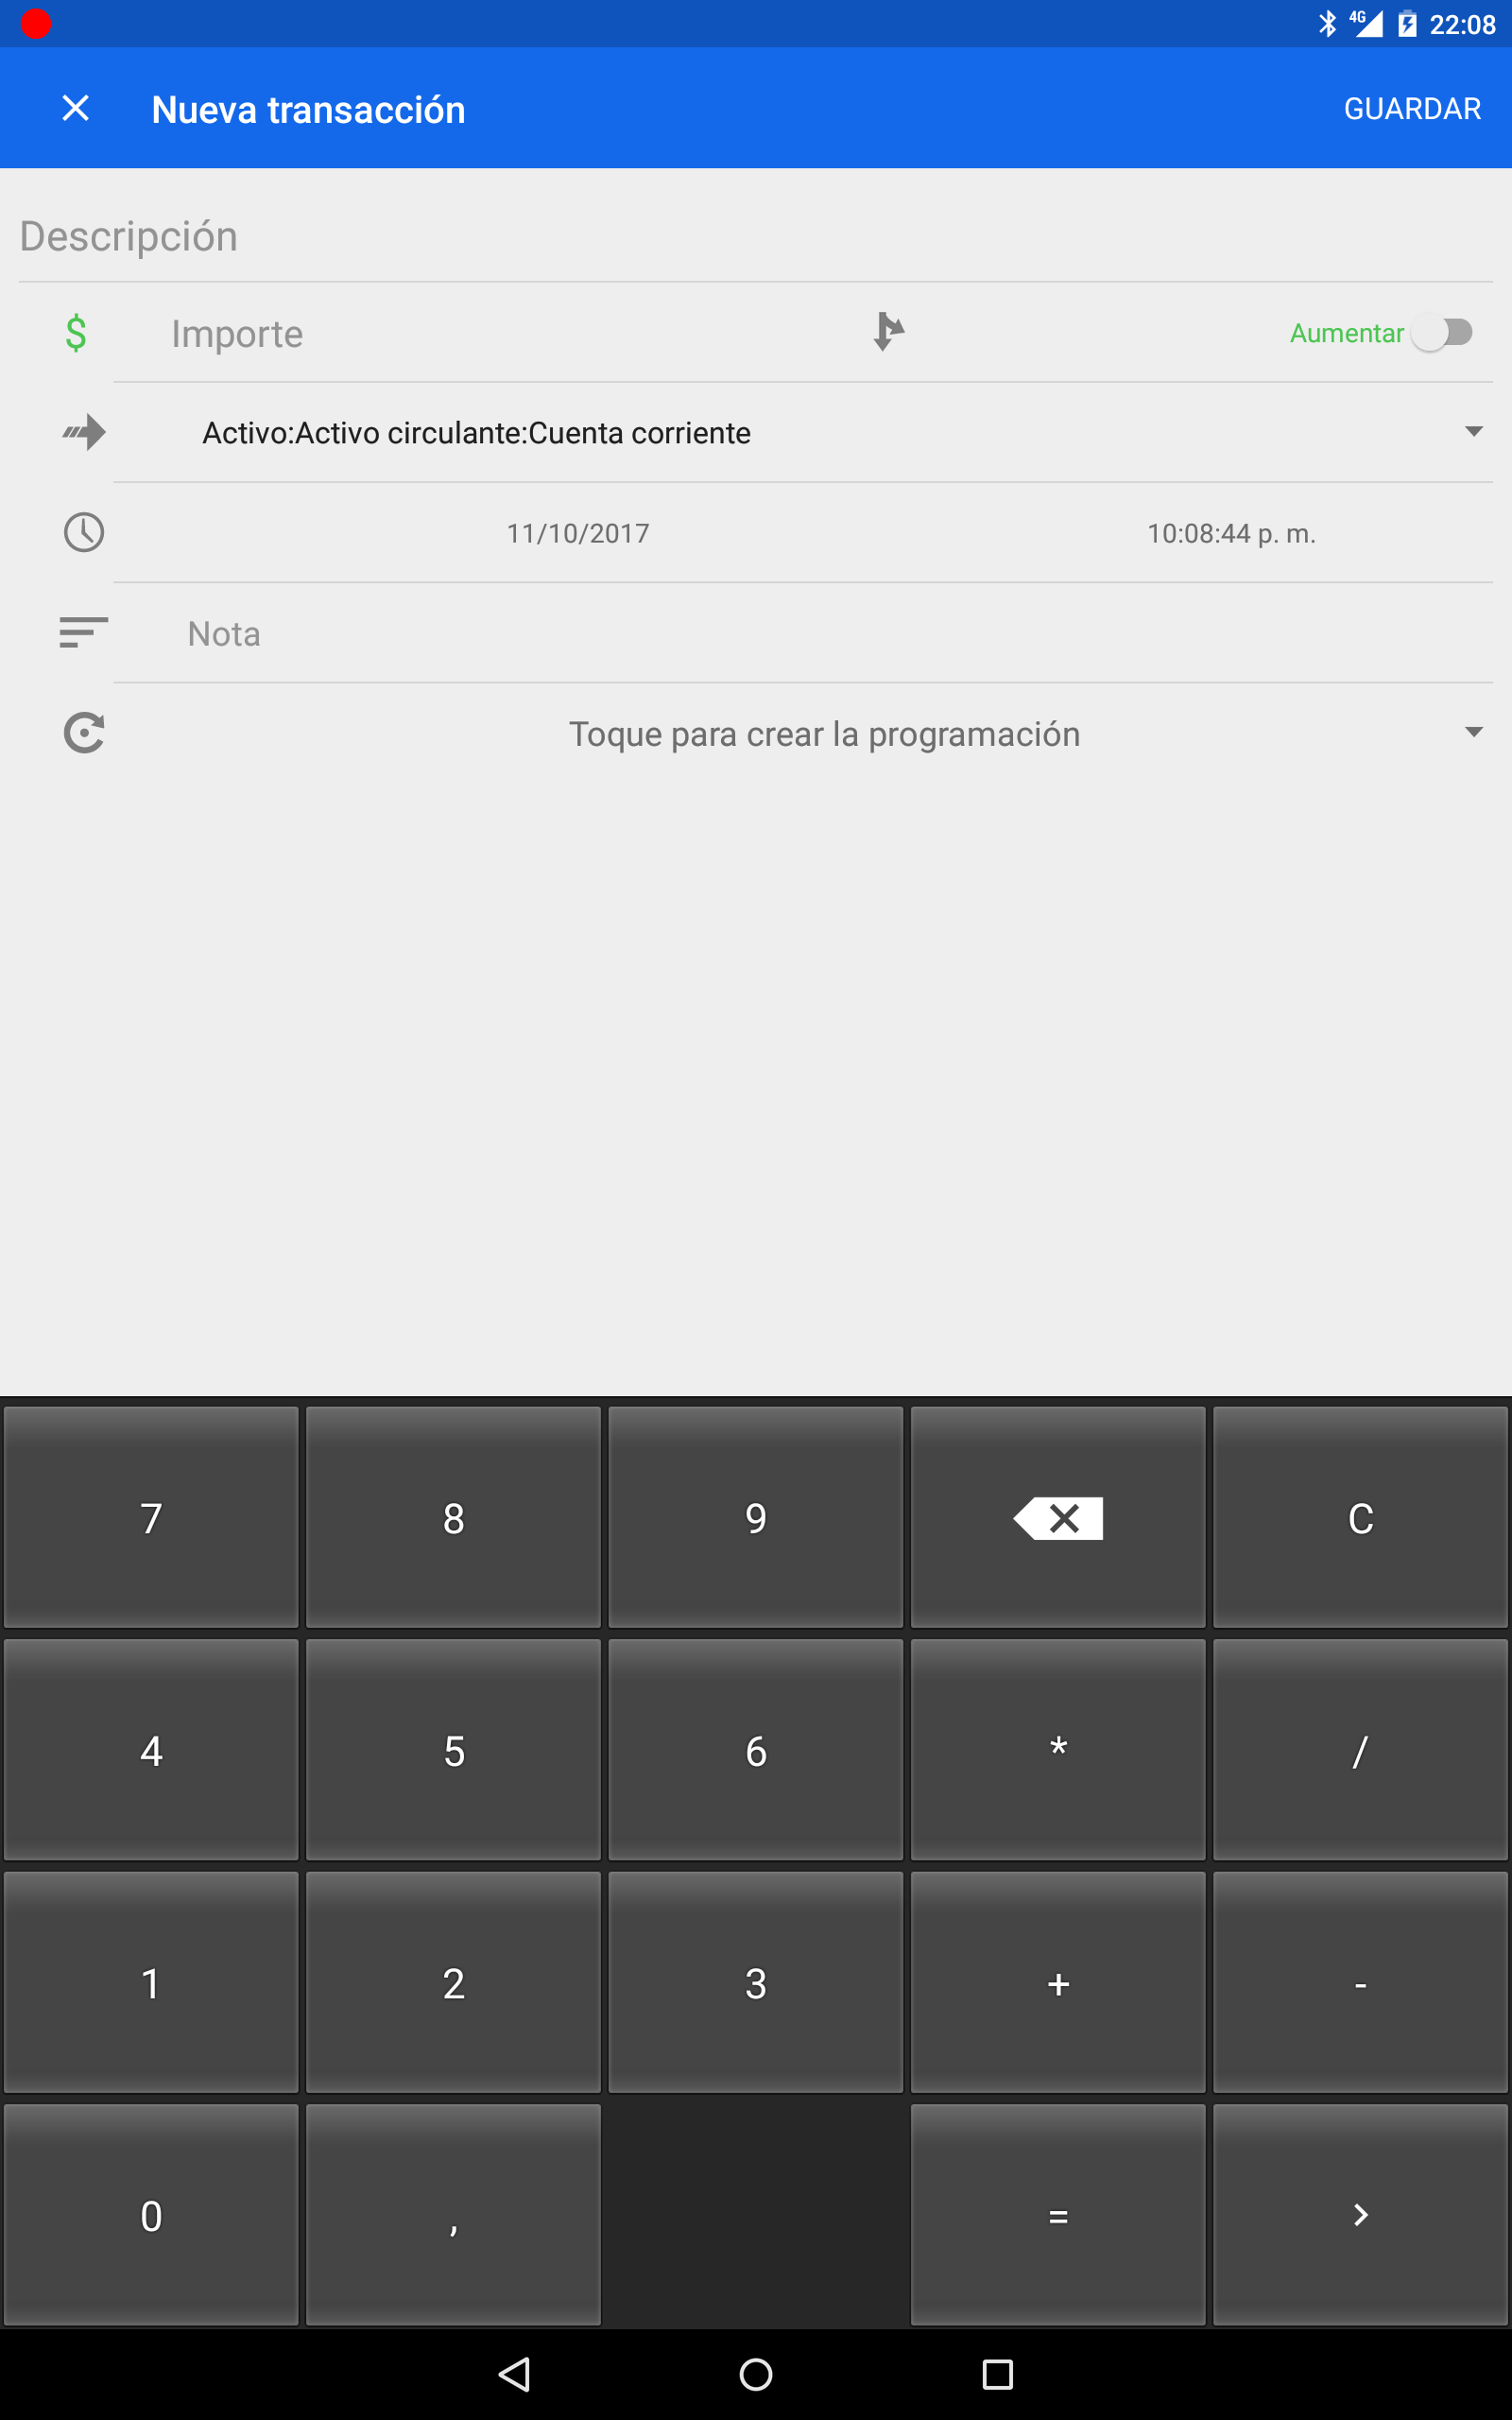 4G 22:08
Nueva transacción GUARDAR
Descripción
$ Importe Aumentar
Activo:Activo circulante:Cuenta corriente
11/10/2017 10:08:44 p. m.
Nota
Toque para crear la programación
7 8 9 C
4 5 6 * /
1 2 3 + -
0 , = >